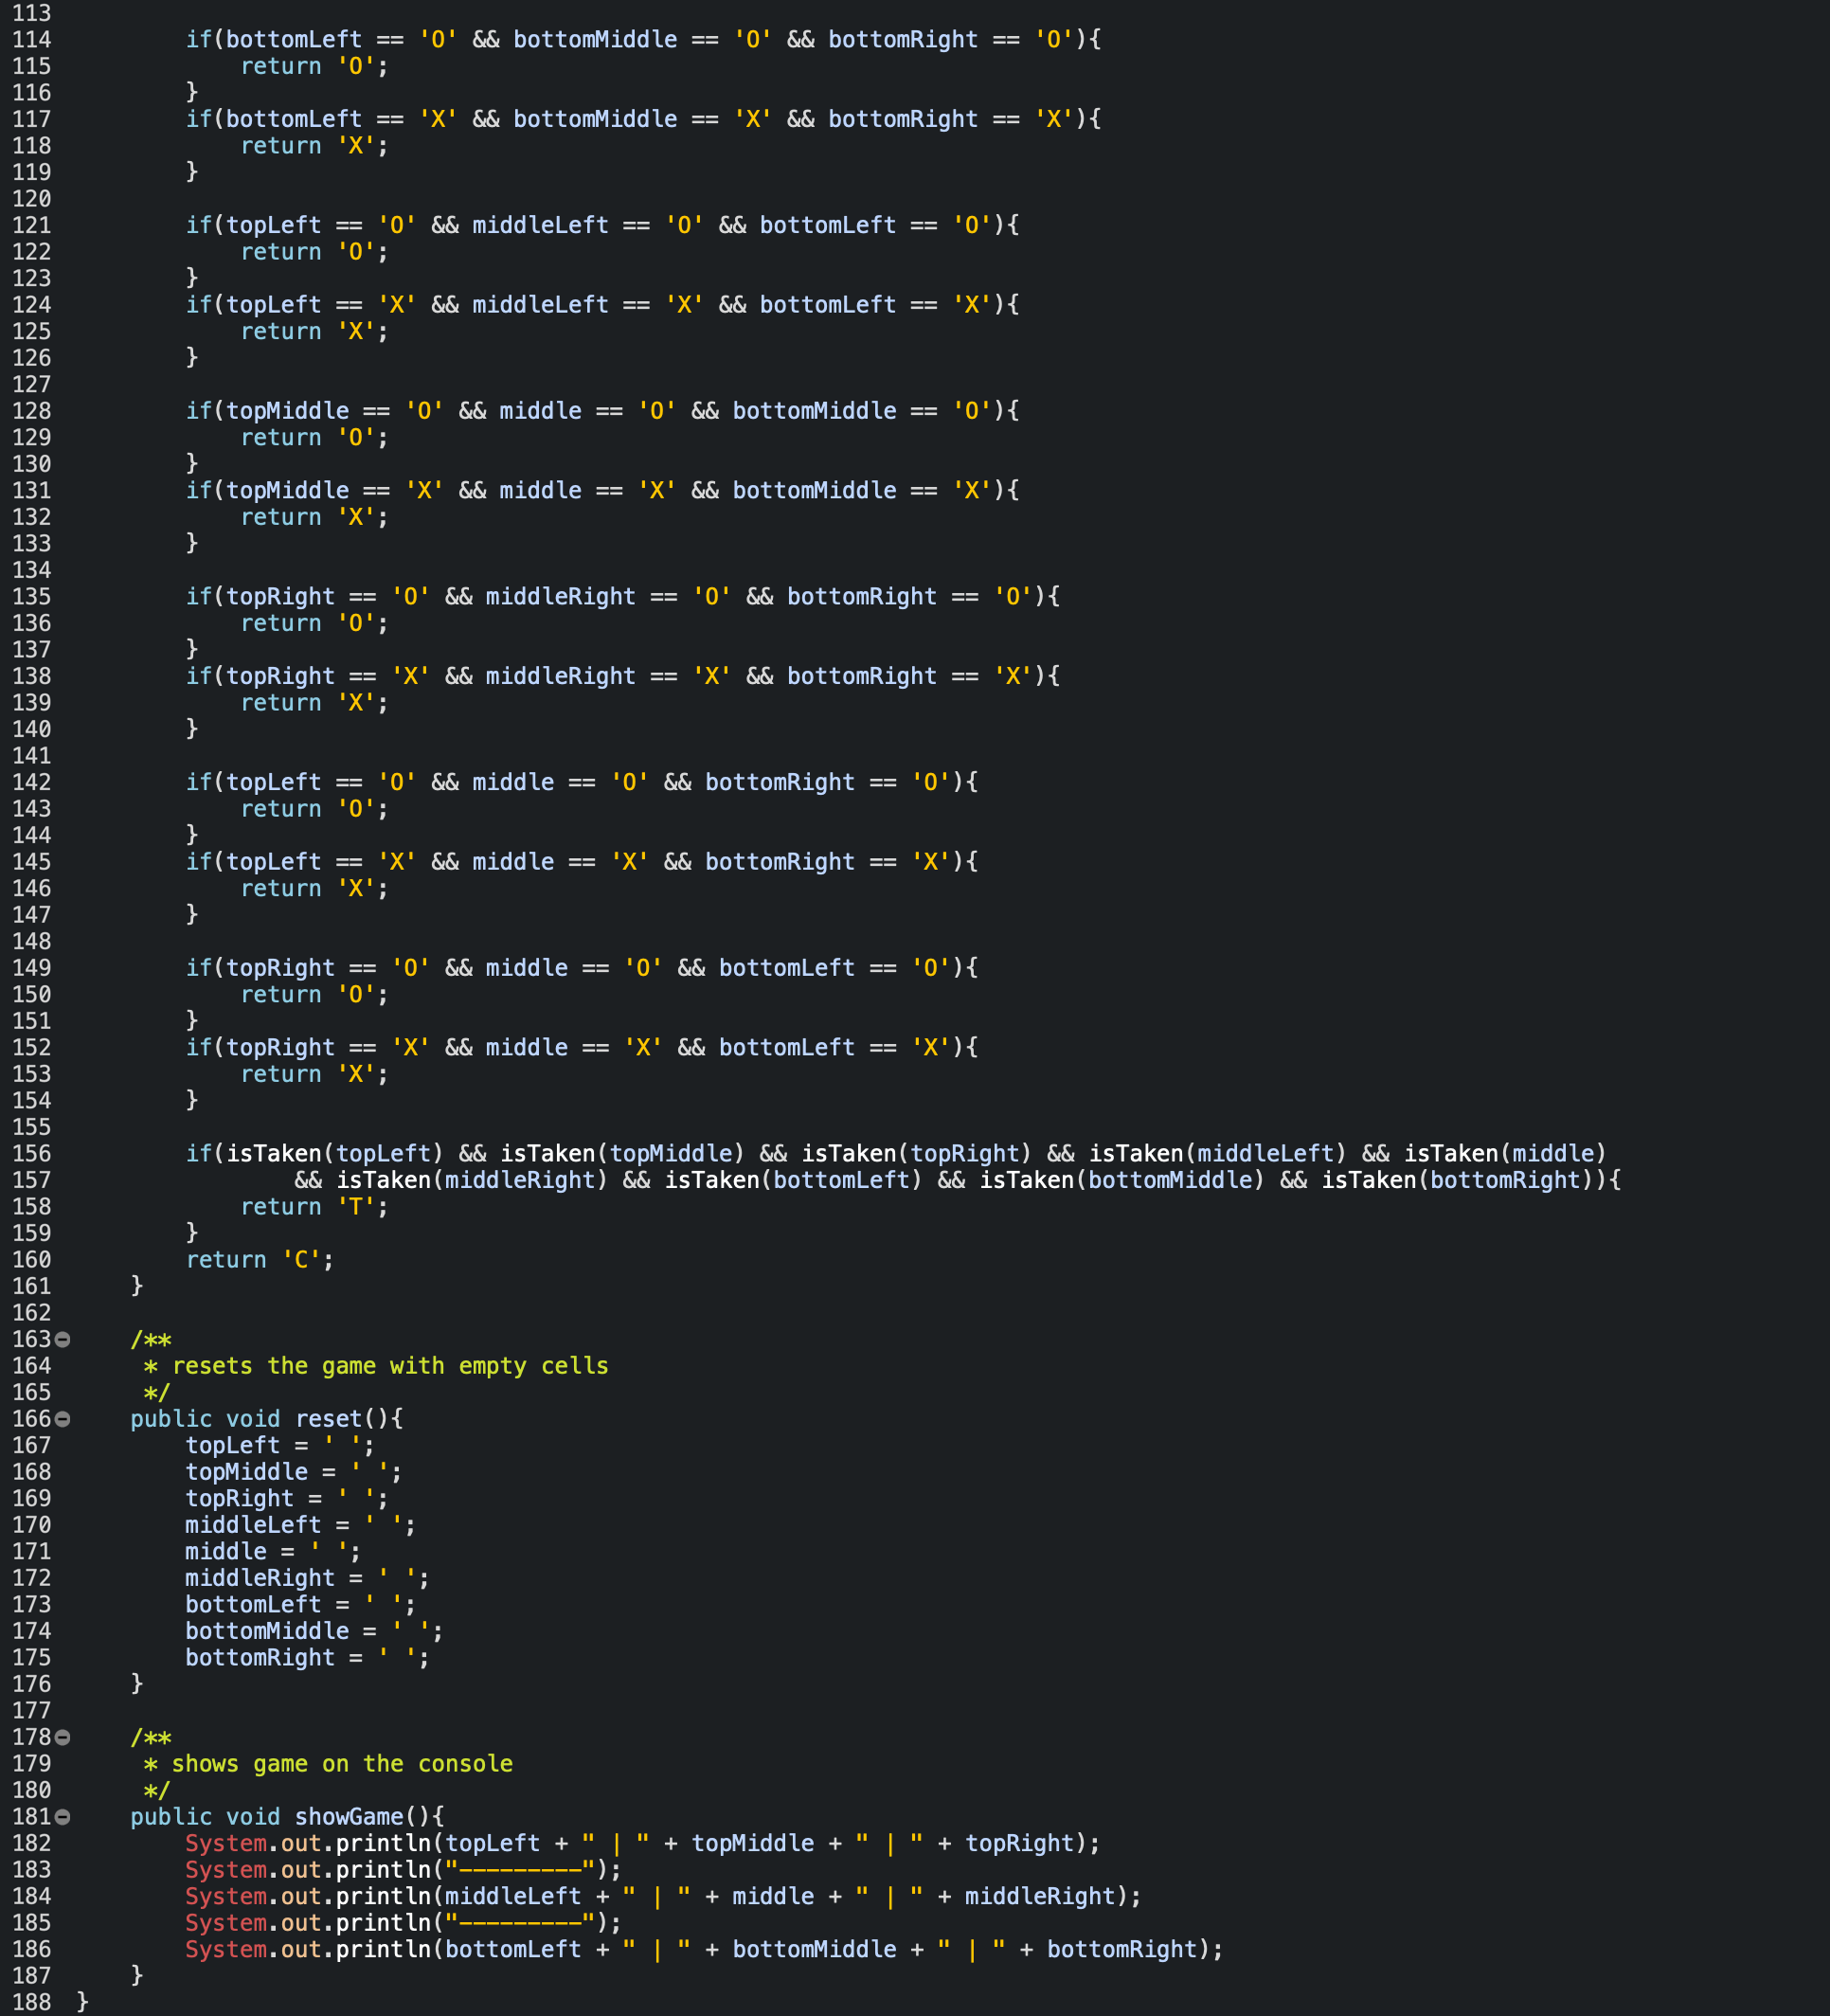 113
114         if(bottomLeft == 'O' && bottomMiddle == 'O' && bottomRight == 'O'){
115             return 'O';
116         }
117         if(bottomLeft == 'X' && bottomMiddle == 'X' && bottomRight == 'X'){
118             return 'X';
119         }
120
121         if(topLeft == 'O' && middleLeft == 'O' && bottomLeft == 'O'){
122             return 'O';
123         }
124         if(topLeft == 'X' && middleLeft == 'X' && bottomLeft == 'X'){
125             return 'X';
126         }
127
128         if(topMiddle == 'O' && middle == 'O' && bottomMiddle == 'O'){
129             return 'O';
130         }
131         if(topMiddle == 'X' && middle == 'X' && bottomMiddle == 'X'){
132             return 'X';
133         }
134
135         if(topRight == 'O' && middleRight == 'O' && bottomRight == 'O'){
136             return 'O';
137         }
138         if(topRight == 'X' && middleRight == 'X' && bottomRight == 'X'){
139             return 'X';
140         }
141
142         if(topLeft == 'O' && middle == 'O' && bottomRight == 'O'){
143             return 'O';
144         }
145         if(topLeft == 'X' && middle == 'X' && bottomRight == 'X'){
146             return 'X';
147         }
148
149         if(topRight == 'O' && middle == 'O' && bottomLeft == 'O'){
150             return 'O';
151         }
152         if(topRight == 'X' && middle == 'X' && bottomLeft == 'X'){
153             return 'X';
154         }
155
156         if(isTaken(topLeft) && isTaken(topMiddle) && isTaken(topRight) && isTaken(middleLeft) && isTaken(middle)
157                 && isTaken(middleRight) && isTaken(bottomLeft) && isTaken(bottomMiddle) && isTaken(bottomRight)){
158             return 'T';
159         }
160         return 'C';
161     }
162
163     /**
164      * resets the game with empty cells
165      */
166     public void reset(){
167         topLeft = ' ';
168         topMiddle = ' ';
169         topRight = ' ';
170         middleLeft = ' ';
171         middle = ' ';
172         middleRight = ' ';
173         bottomLeft = ' ';
174         bottomMiddle = ' ';
175         bottomRight = ' ';
176     }
177
178     /**
179      * shows game on the console
180      */
181     public void showGame(){
182         System.out.println(topLeft + " | " + topMiddle + " | " + topRight);
183         System.out.println("---------");
184         System.out.println(middleLeft + " | " + middle + " | " + middleRight);
185         System.out.println("---------");
186         System.out.println(bottomLeft + " | " + bottomMiddle + " | " + bottomRight);
187     }
188 }